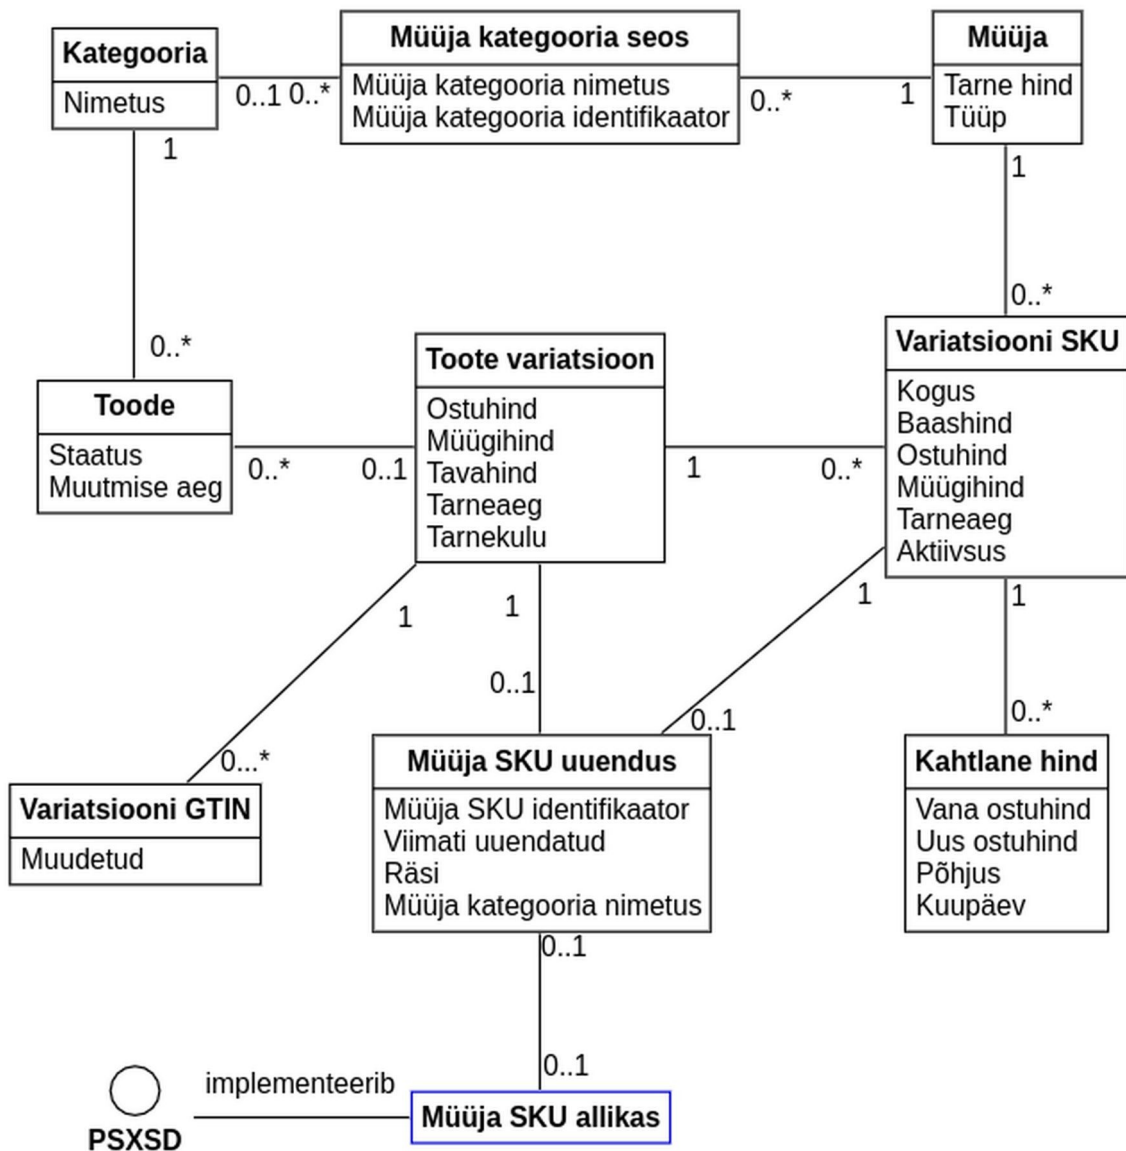 Kategooria
Nimetus
0..1 0..*
Müüja kategooria seos
Müüja kategooria nimetus
Müüja kategooria identifikaator
0..*
1
Müüja
Tarne hind
Tüüp
1
1
0..*
0..*
Toode
Staatus
Muutmise aeg
0..*
0..1
Toote variatsioon
Ostuhind
Müügihind
Tavahind
Tarneaeg
Tarnekulu
1
0..*
Variatsiooni SKU
Kogus
Baashind
Ostuhind
Müügihind
Tarneaeg
Aktiivsus
1
1
1
1
0..1
0..1
0..*
0...*
Variatsiooni GTIN
Muudetud
Müüja SKU uuendus
Müüja SKU identifikaator
Viimati uuendatud
Räsi
Müüja kategooria nimetus
Kahtlane hind
Vana ostuhind
Uus ostuhind
Põhjus
Kuupäev
0..1
0..1
implementeerib
PSXSD
Müüja SKU allikas